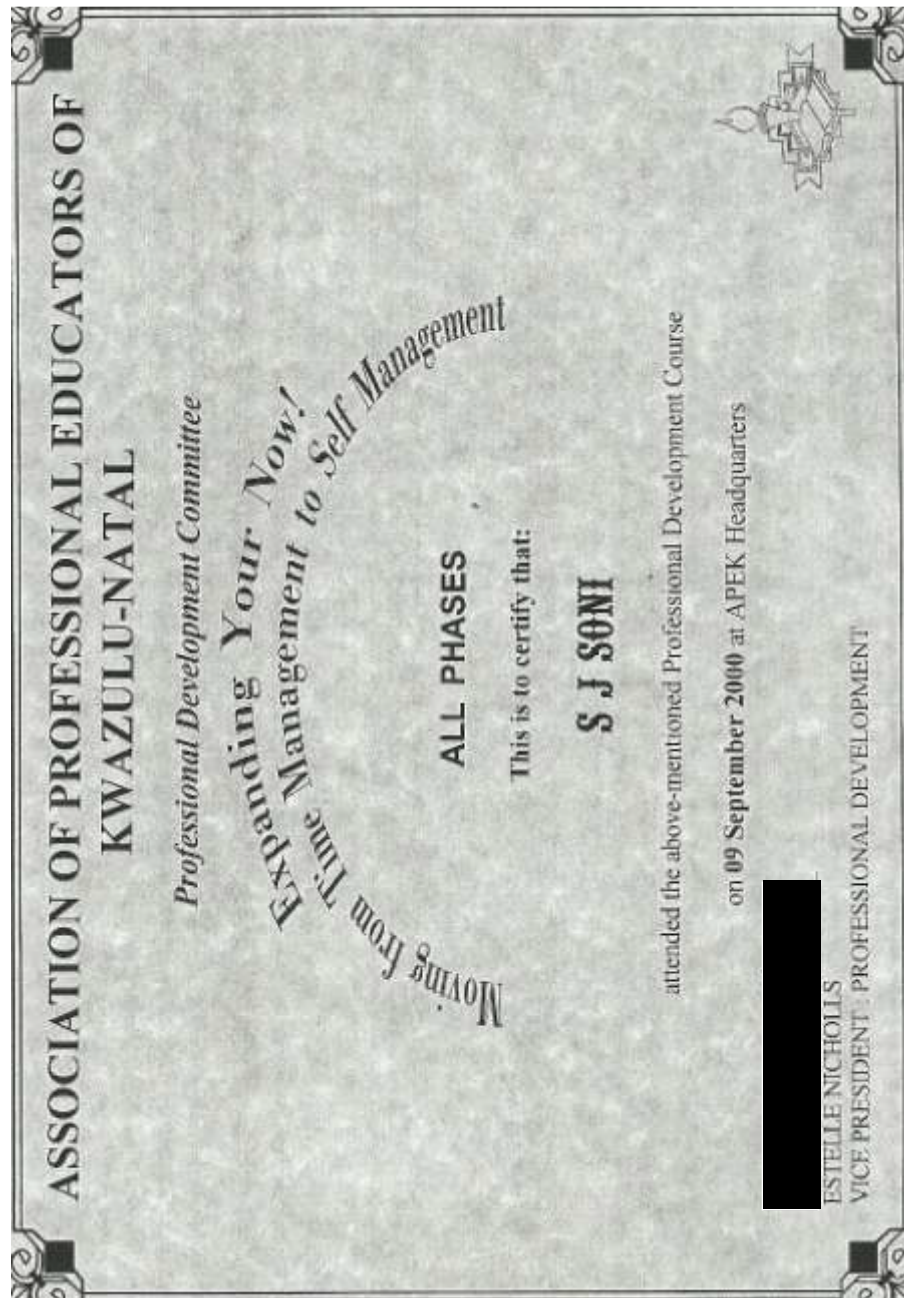 ASSOCIATION OF PROFESSIONAL EDUCATORS OF
KWAZULU-NATAL
Professional Development Committee
Expanding Your Now!
Moving from Time Management to Self Management
ALL PHASES
This is to certify that:
S J SONI
attended the above-mentioned Professional Development Course
on 09 September 2000 at APEK Headquarters
ESTELLE NICHOLLS
VICE PRESIDENT : PROFESSIONAL DEVELOPMENT